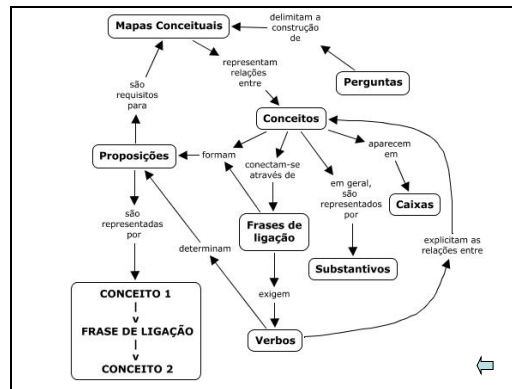 Mapas Conceituais
delimitam a
construção
de
representam
relações
entre
Perguntas
são
requisitos
para
Conceitos
Proposições
formam
conectam-se
através de
aparecem
em
em geral,
são
representados
por
Caixas
são
representadas
por
Frases de
ligação
determinam
explicitam as
relações entre
Substantivos
exigem
CONCEITO 1
|
v
FRASE DE LIGAÇÃO
|
v
CONCEITO 2
Verbos